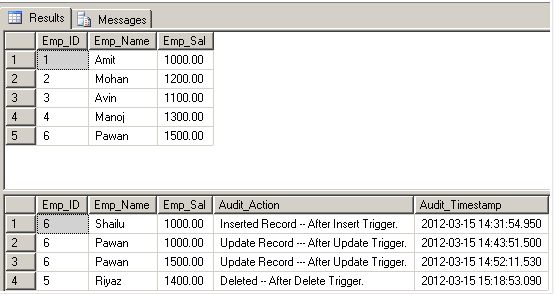 Results Messages
Emp_ID Emp_Name Emp_Sal
1 1 Amit 1000.00
2 2 Mohan 1200.00
3 3 Avin 1100.00
4 4 Manoj 1300.00
5 6 Pawan 1500.00
Emp_ID Emp_Name Emp_Sal Audit_Action Audit_Timestamp
1 6 Shailu 1000.00 Inserted Record -- After Insert Trigger. 2012-03-15 14:31:54.950
2 6 Pawan 1000.00 Update Record --- After Update Trigger. 2012-03-15 14:43:51.500
3 6 Pawan 1500.00 Update Record --- After Update Trigger. 2012-03-15 14:52:11.530
4 5 Riyaz 1400.00 Deleted -- After Delete Trigger. 2012-03-15 15:18:53.090